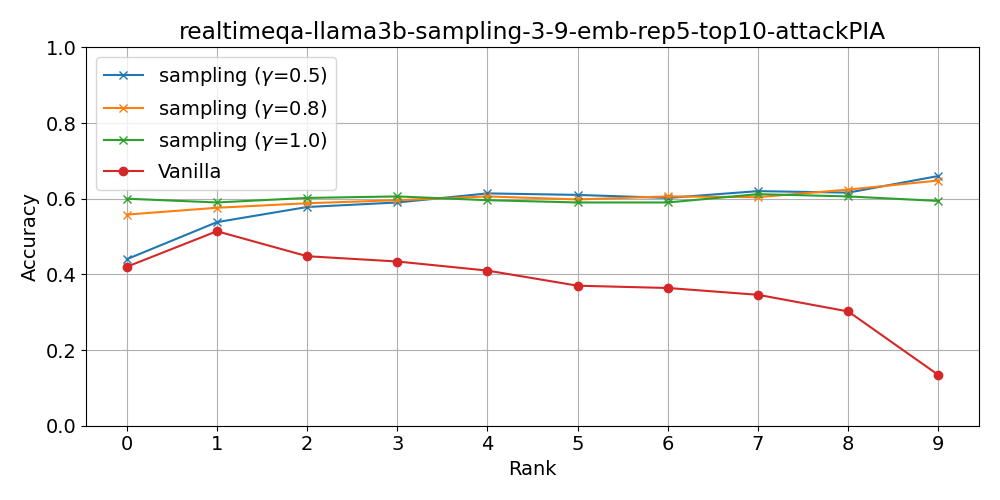 realtimeqa-llama3b-sampling-3-9-emb-rep5-top10-attackPIA
sampling (γ=0.5)
sampling (γ=0.8)
sampling (γ=1.0)
Vanilla
Accuracy
1.0
0.8
0.6
0.4
0.2
0.0
0 1 2 3 4 5 6 7 8 9
Rank